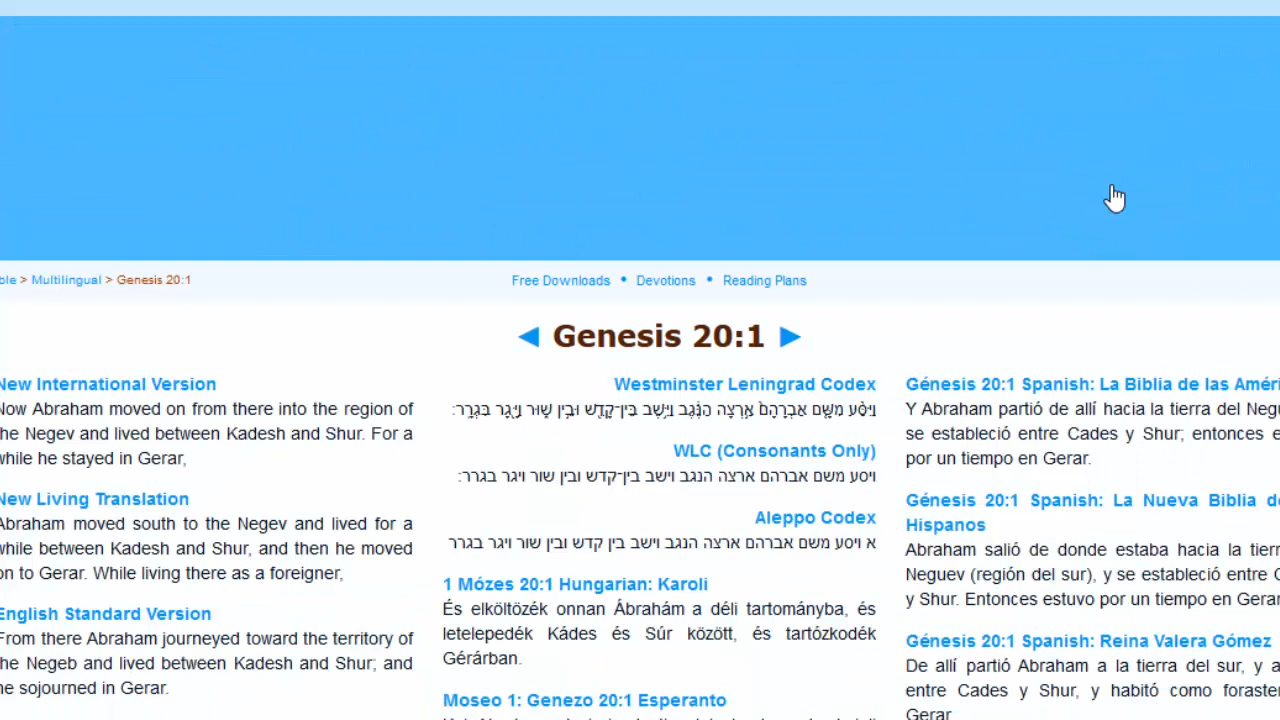 ble > Multilingual > Genesis 20:1
Free Downloads • Devotions • Reading Plans
◄ Genesis 20:1 ►
New International Version
Now Abraham moved on from there into the region of
the Negev and lived between Kadesh and Shur. For a
while he stayed in Gerar,
New Living Translation
Abraham moved south to the Negev and lived for a
while between Kadesh and Shur, and then he moved
on to Gerar. While living there as a foreigner,
English Standard Version
From there Abraham journeyed toward the territory of
the Negeb and lived between Kadesh and Shur; and
he sojourned in Gerar.
Westminster Leningrad Codex
וַיִּסַּ֨ע מִשָּׁ֤ם אַבְרָהָם֙ אַ֣רְצָה הַנֶּ֔גֶב וַיֵּ֥שֶׁב בֵּין־קָדֵ֖שׁ וּבֵ֣ין שׁ֑וּר וַיָּ֖גָר בִּגְרָֽר׃
WLC (Consonants Only)
ויסע משם אברהם ארצה הנגב וישב בין־קדש ובין שור ויגר בגרר׃
Aleppo Codex
א ויסע משם אברהם ארצה הנגב וישב בין קדש ובין שור ויגר בגרר
1 Mózes 20:1 Hungarian: Karoli
És elköltözék onnan Ábrahám a déli tartományba, és
letelepedék Kádes és Súr között, és tartózkodék
Gérárban.
Moseo 1: Genezo 20:1 Esperanto
Génesis 20:1 Spanish: La Biblia de las Améri
Y Abraham partió de allí hacia la tierra del Negu
se estableció entre Cades y Shur; entonces e
por un tiempo en Gerar.
Génesis 20:1 Spanish: La Nueva Biblia de
Hispanos
Abraham salió de donde estaba hacia la tierr
Neguev (región del sur), y se estableció entre C
y Shur. Entonces estuvo por un tiempo en Gerar
Génesis 20:1 Spanish: Reina Valera Gómez
De allí partió Abraham a la tierra del sur, y a
entre Cades y Shur, y habitó como foraste
Gerar